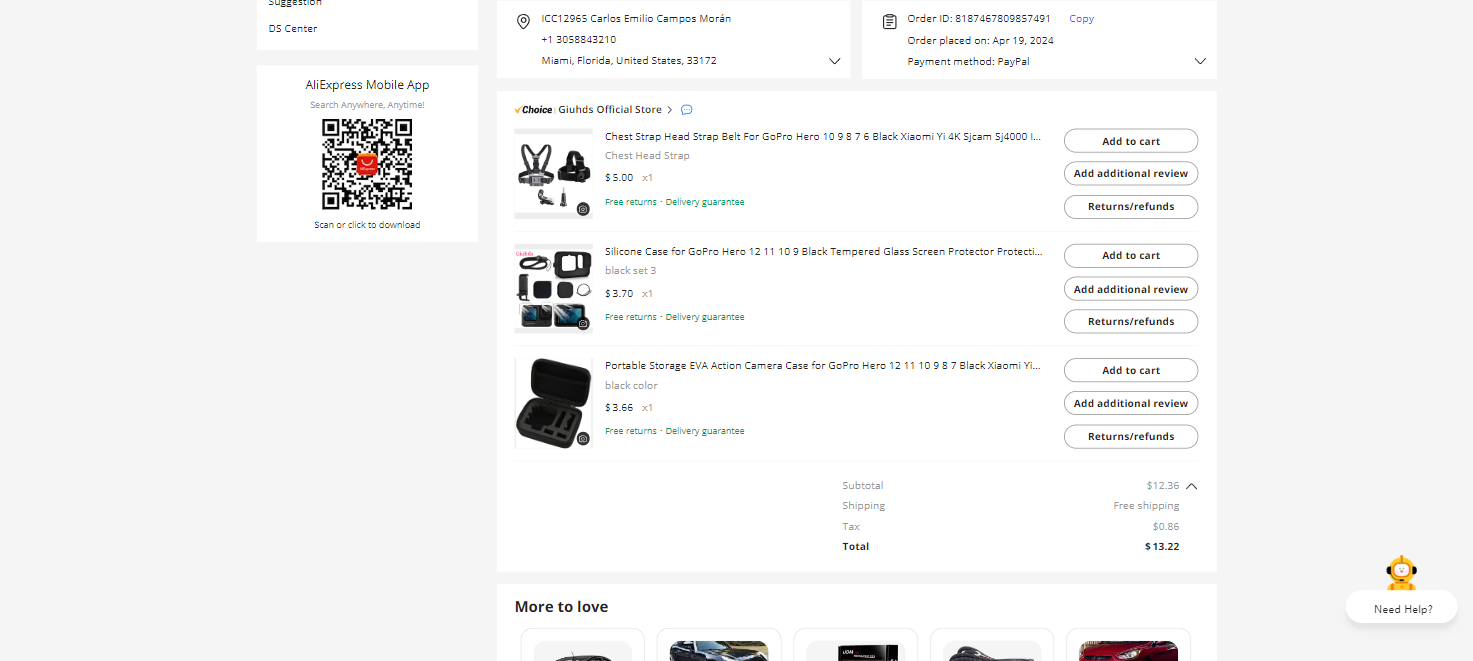 Suggestion
DS Center
AliExpress Mobile App
Search Anywhere, Anytime!
AliExpress
Scan or click to download
ICC12965 Carlos Emilio Campos Morán
+1 3058843210
Miami, Florida, United States, 33172
Order ID: 8187467809857491 Copy
Order placed on: Apr 19, 2024
Payment method: PayPal
Choice Giuhds Official Store
Chest Strap Head Strap Belt For GoPro Hero 10 9 8 7 6 Black Xiaomi Yi 4K Sjcam Sj4000 I...
Chest Head Strap
$ 5.00 x1
Free returns · Delivery guarantee
Add to cart
Add additional review
Returns/refunds
Giuhds
Silicone Case for GoPro Hero 12 11 10 9 Black Tempered Glass Screen Protector Protecti...
black set 3
$ 3.70 x1
Free returns · Delivery guarantee
Add to cart
Add additional review
Returns/refunds
Portable Storage EVA Action Camera Case for GoPro Hero 12 11 10 9 8 7 Black Xiaomi Yi...
black color
$ 3.66 x1
Free returns · Delivery guarantee
Add to cart
Add additional review
Returns/refunds
Subtotal $12.36
Shipping Free shipping
Tax $0.86
Total $ 13.22
More to love
Need Help?